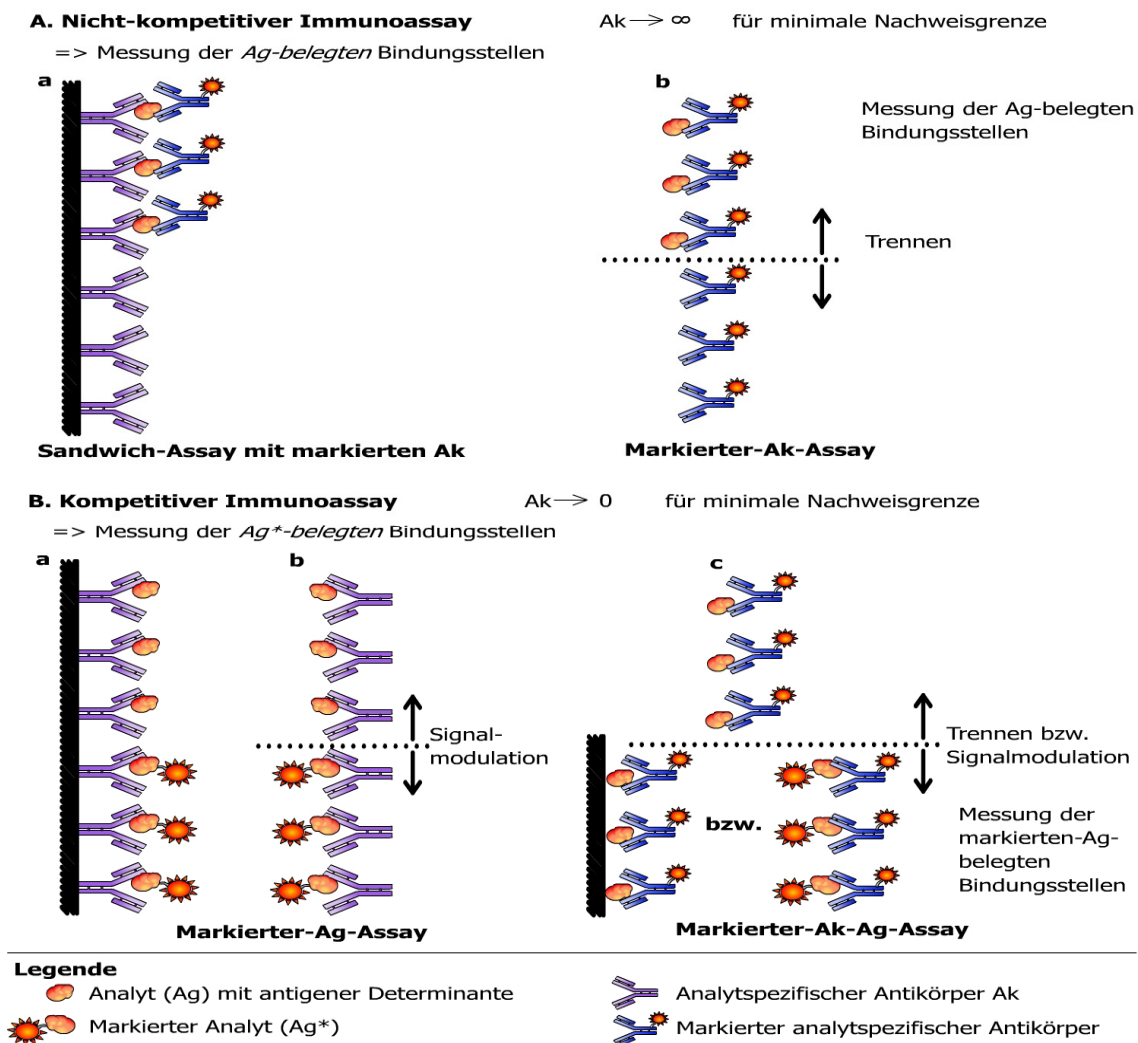 A. Nicht-kompetitiver Immunoassay
Ak → ∞ für minimale Nachweisgrenze
=> Messung der Ag-belegten Bindungsstellen
a
b
Messung der Ag-belegten
Bindungsstellen
Trennen
Sandwich-Assay mit markierten Ak
Markierter-Ak-Assay
B. Kompetitiver Immunoassay
Ak → 0 für minimale Nachweisgrenze
=> Messung der Ag*-belegten Bindungsstellen
a
b
c
Signal-
modulation
Trennen bzw.
Signalmodulation
bzw.
Messung der
markierten-Ag-
belegten
Bindungsstellen
Markierter-Ag-Assay
Markierter-Ak-Ag-Assay
Legende
Analyt (Ag) mit antigener Determinante
Analytspezifischer Antikörper Ak
Markierter Analyt (Ag*)
Markierter analytspezifischer Antikörper